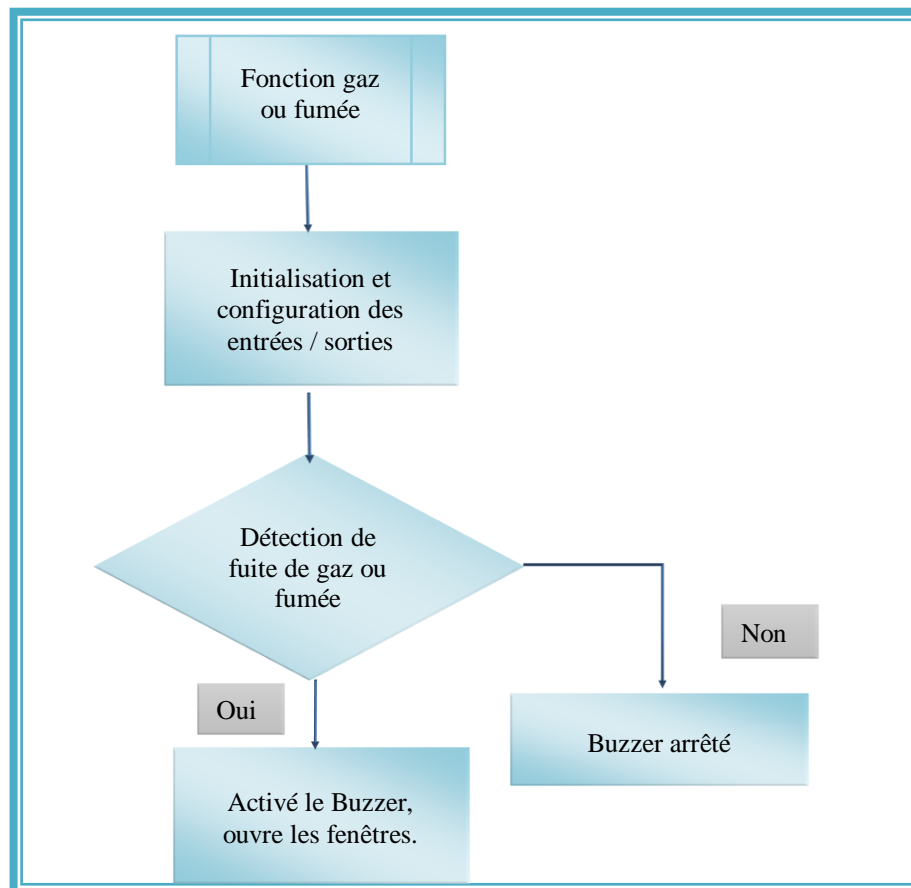 Fonction gaz
ou fumée
Initialisation et
configuration des
entrées / sorties
Détection de
fuite de gaz ou
fumée
Non
Oui
Buzzer arrêté
Activé le Buzzer,
ouvre les fenêtres.